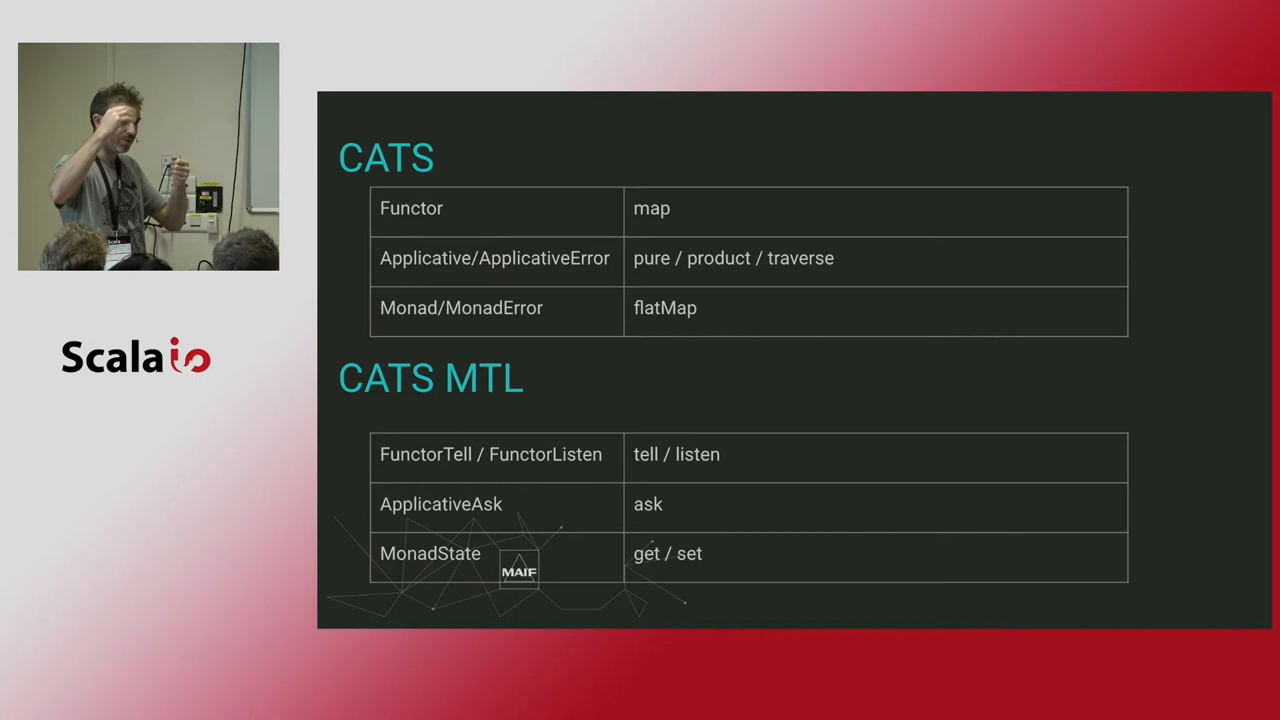 CATS
Functor map
Applicative/ApplicativeError pure / product / traverse
Monad/MonadError flatMap
CATS MTL
FunctorTell / FunctorListen tell / listen
ApplicativeAsk ask
MonadState get / set
MAIF
Scala
Scalaio